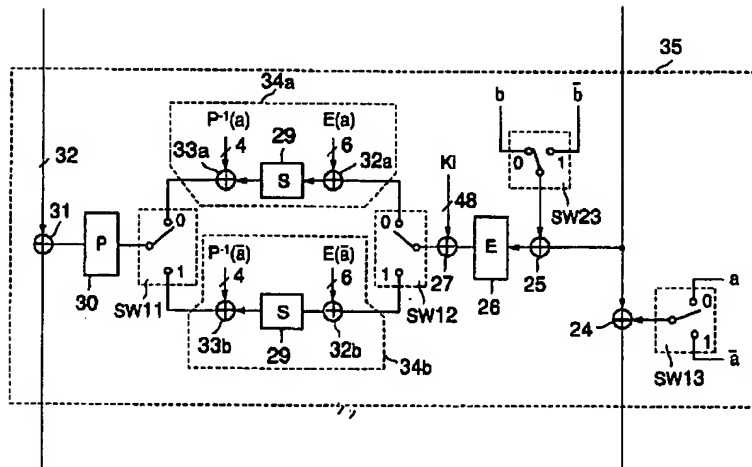 35
34a
b b̄
P⁻¹(a) E(a)
32 33a 4 29 6 32a
S
0 1
Ki
SW23
31 48
0 0
P E
30 SW11 1 P⁻¹(ā) E(ā) 1 27 26 25
4 6 SW12
a
0
24
S
1
33b 29 32b ā
34b SW13